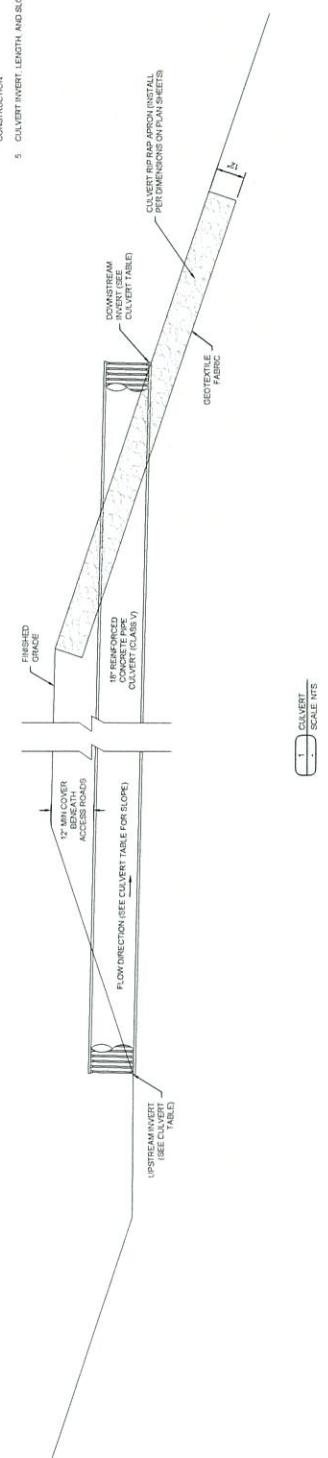 CONSTRUCTION
5 CULVERT INVERT, LENGTH, AND
FINISHED
GRADE
12" MIN COVER
BENEATH
ACCESS ROADS
18" REINFORCED
CONCRETE PIPE
CULVERT (CLASS V)
FLOW DIRECTION (SEE CULVERT TABLE FOR SLOPE)
UPSTREAM INVERT
(SEE CULVERT
TABLE)
DOWNSTREAM
INVERT (SEE
CULVERT TABLE)
CULVERT RIP RAP APRON (INSTALL
PER DIMENSIONS ON PLAN SHEETS)
GEOTEXTILE
FABRIC
1 CULVERT
- SCALE: NTS